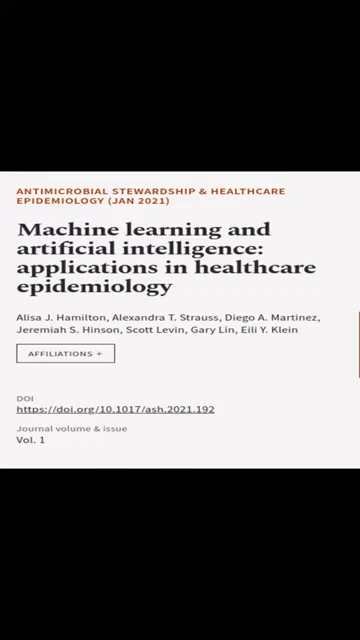 ANTIMICROBIAL STEWARDSHIP & HEALTHCARE
EPIDEMIOLOGY (JAN 2021)
Machine learning and
artificial intelligence:
applications in healthcare
epidemiology
Alisa J. Hamilton, Alexandra T. Strauss, Diego A. Martinez,
Jeremiah S. Hinson, Scott Levin, Gary Lin, Eili Y. Klein
AFFILIATIONS +
DOI
https://doi.org/10.1017/ash.2021.192
Journal volume & issue
Vol. 1